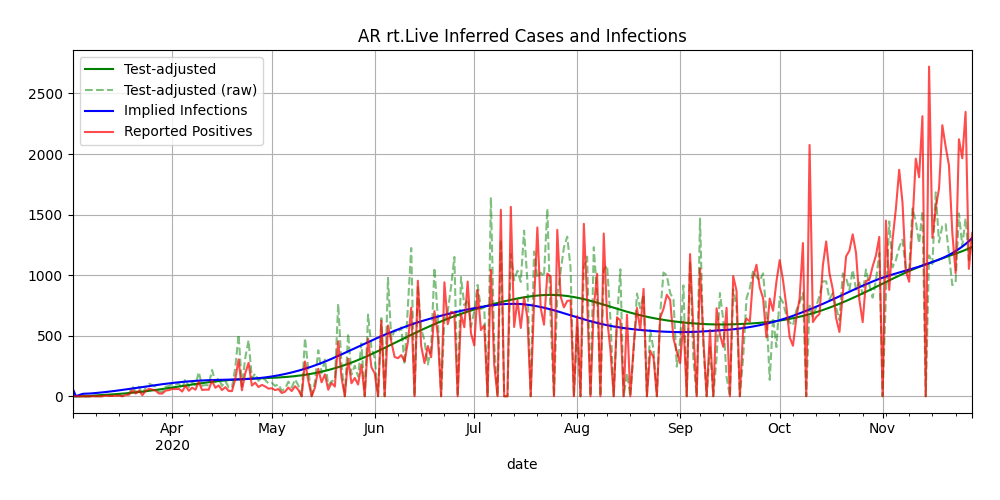 AR rt.Live Inferred Cases and Infections
Test-adjusted
Test-adjusted (raw)
Implied Infections
Reported Positives
2500
2000
1500
1000
500
0
Apr
2020
May
Jun
Jul
Aug
Sep
Oct
Nov
date